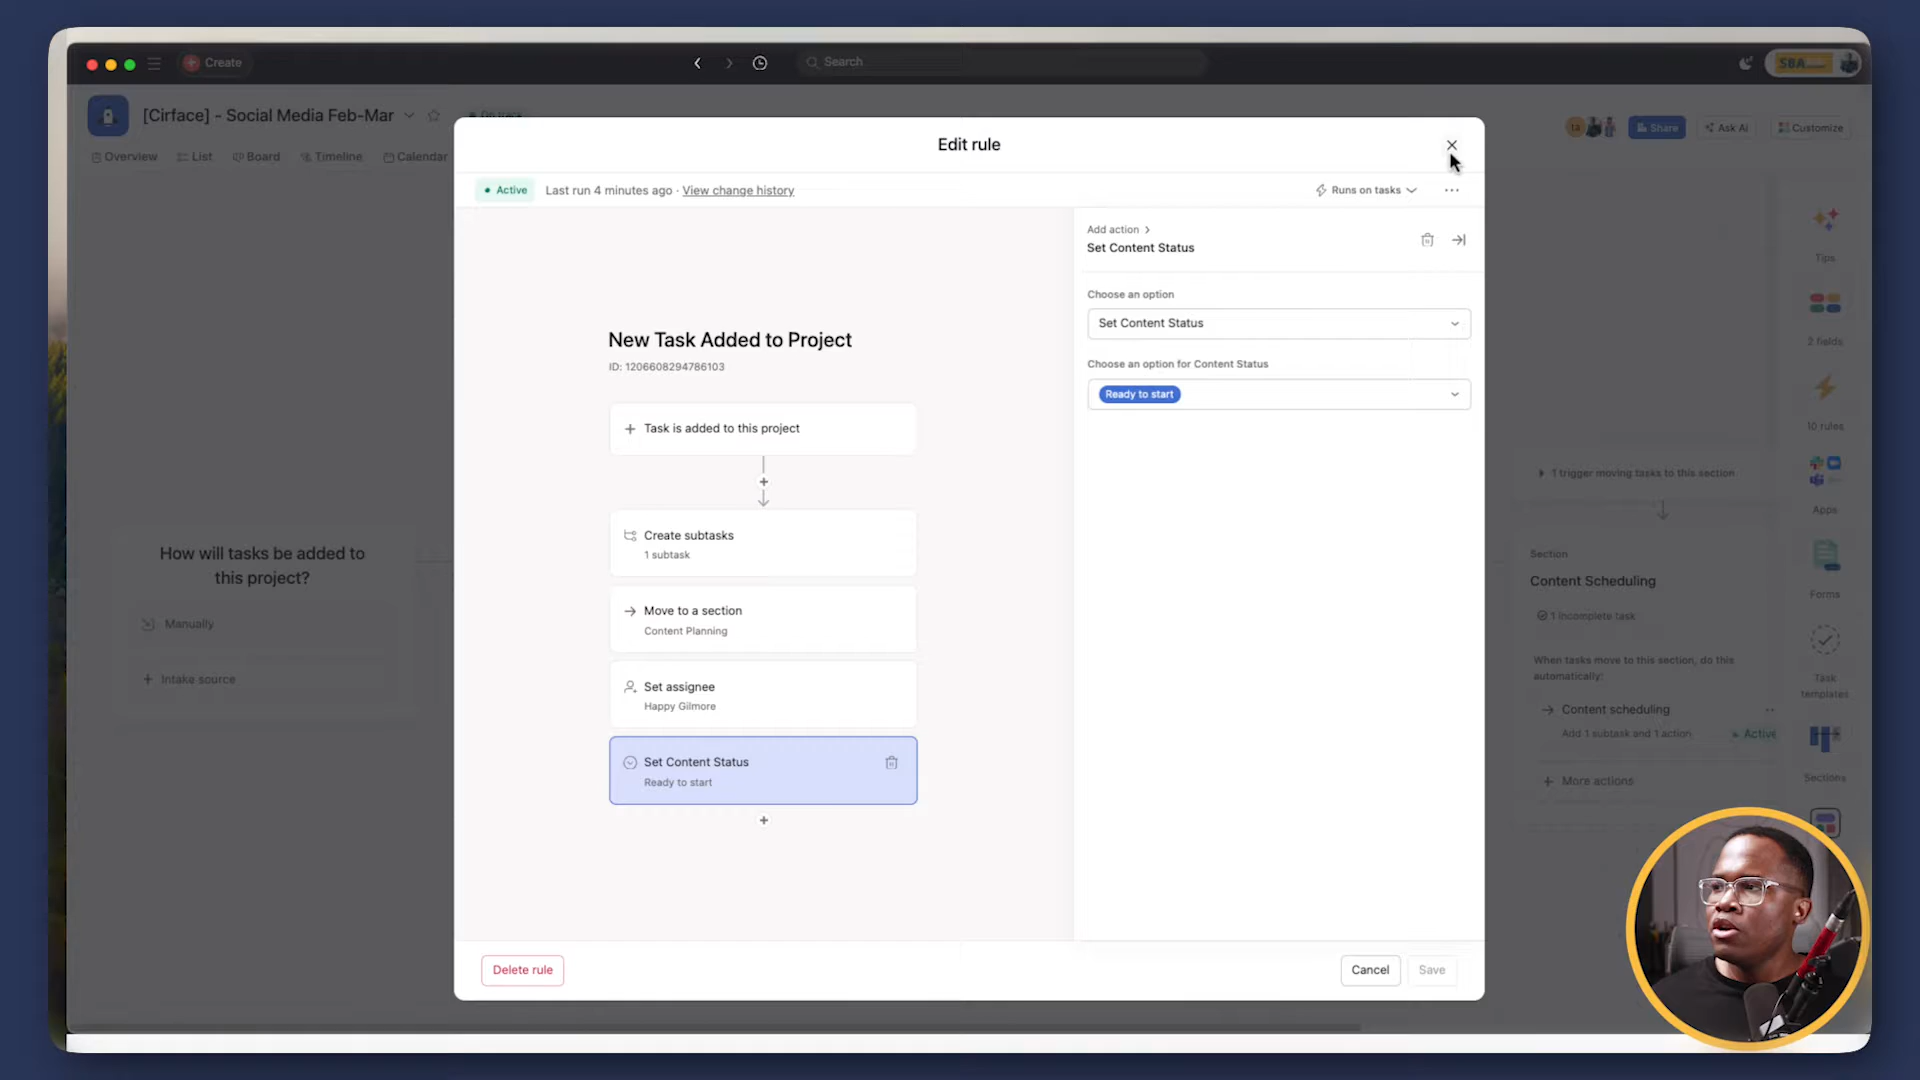 Create
Search
SBA
[Cirface] - Social Media Feb-Mar
Overview
List
Board
Timeline
Calendar
Share
Ask AI
Customize
Edit rule
Active
Last run 4 minutes ago · View change history
Runs on tasks
Add action >
Set Content Status
Choose an option
Set Content Status
Choose an option for Content Status
Ready to start
New Task Added to Project
ID: 1206608294786103
Task is added to this project
Create subtasks
1 subtask
Move to a section
Content Planning
Set assignee
Happy Gilmore
Set Content Status
Ready to start
Delete rule
Cancel
Save
How will tasks be added to
this project?
Manually
Intake source
1 trigger moving tasks to this section
Section
Content Scheduling
1 incomplete task
When tasks move to this section, do this
automatically:
Content scheduling
Add 1 subtask and 1 action
Active
More actions
Tips
2 fields
10 rules
Apps
Forms
Task
templates
Sections